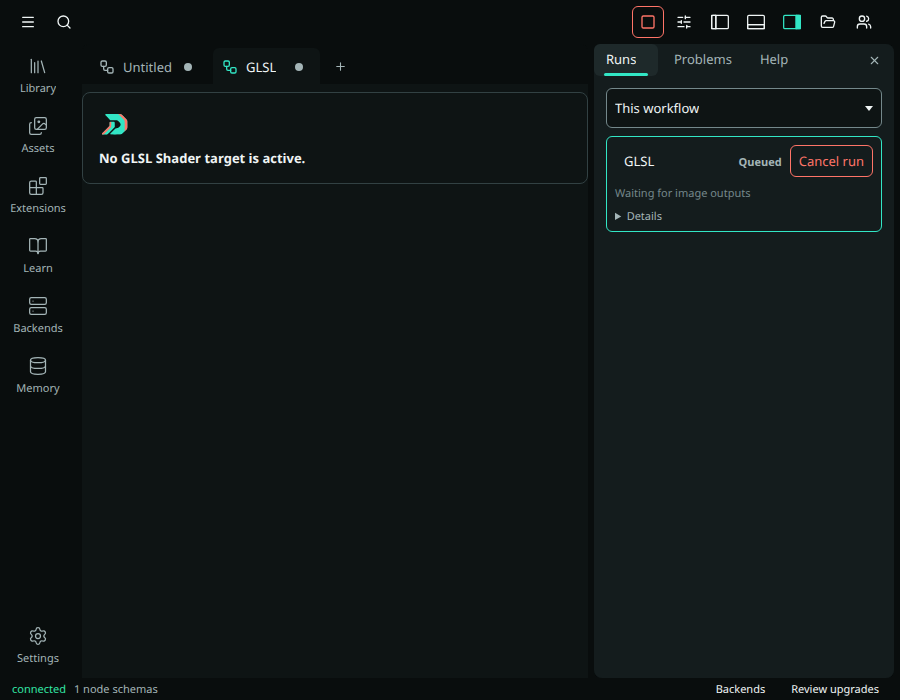 Runs
Problems
Help
Library
Assets
Extensions
Learn
Backends
Memory
Settings
Untitled
GLSL
No GLSL Shader target is active.
This workflow
GLSL
Queued
Cancel run
Waiting for image outputs
Details
connected
1 node schemas
Backends
Review upgrades